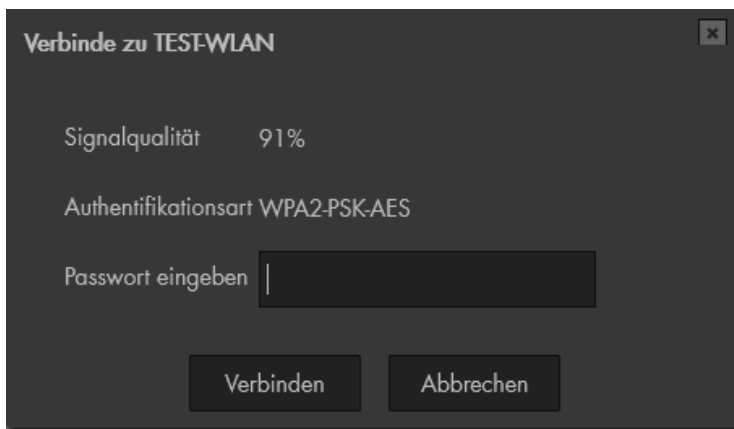 Verbinde zu TEST-WLAN
Signalqualität 91%
Authentifikationsart WPA2-PSK-AES
Passwort eingeben
Verbinden Abbrechen